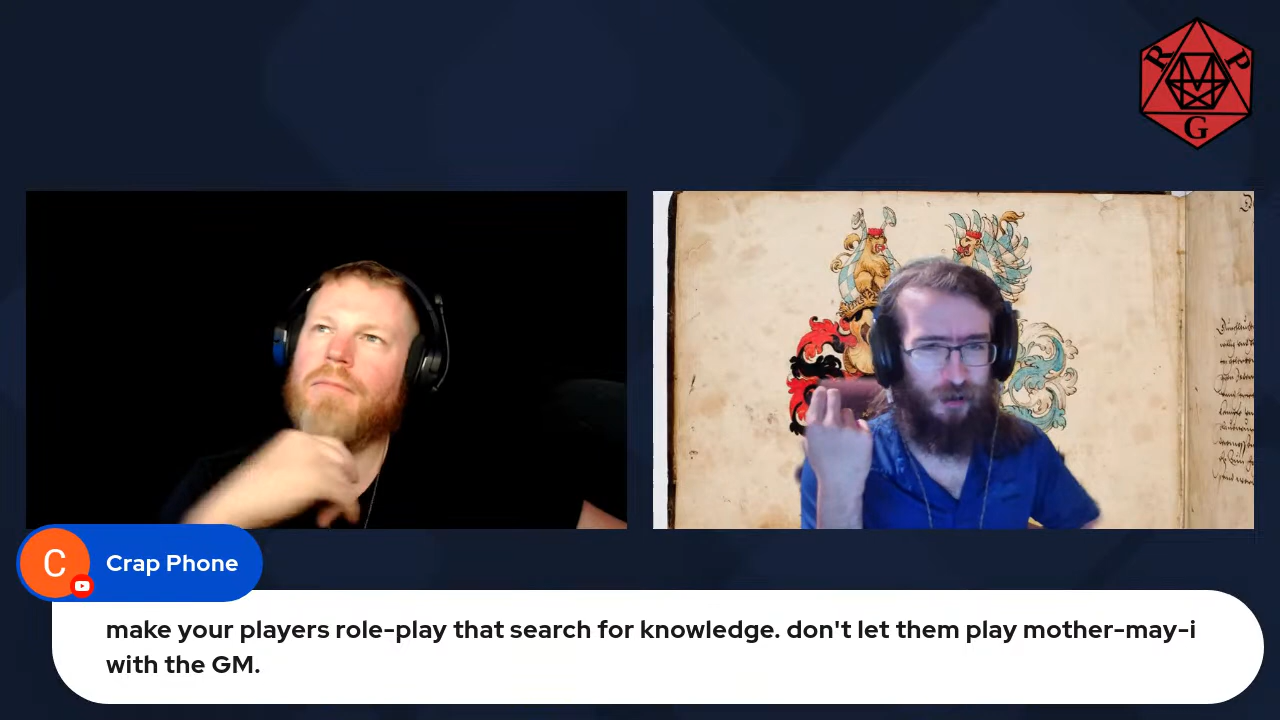 R P
M
G
C
Crap Phone
make your players role-play that search for knowledge. don't let them play mother-may-i
with the GM.